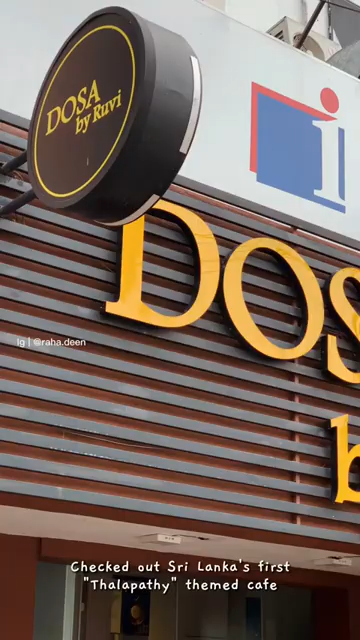 DOSA
by Ruvi
i
DOS
b
Ig | @raha.deen
Checked out Sri Lanka's first
"Thalapathy" themed cafe